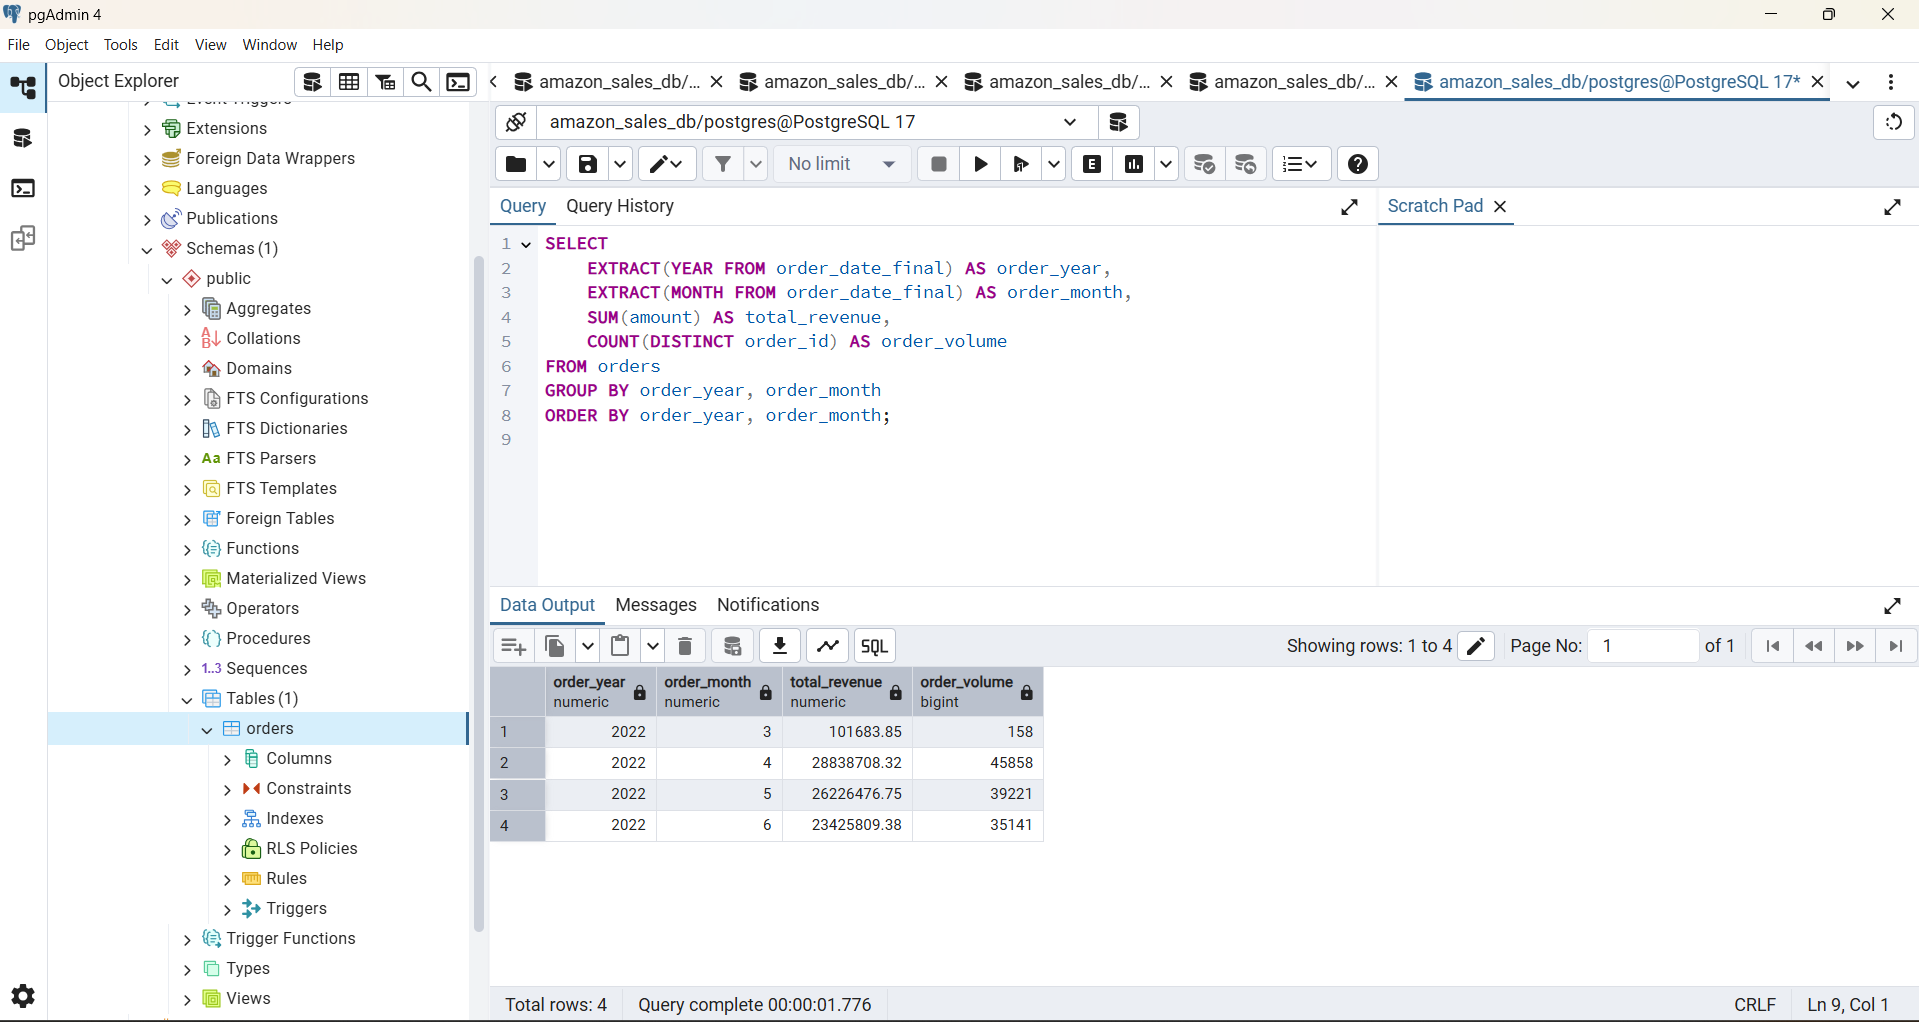 pgAdmin 4
File Object Tools Edit View Window Help
Object Explorer
amazon_sales_db/... amazon_sales_db/... amazon_sales_db/... amazon_sales_db/... amazon_sales_db/postgres@PostgreSQL 17*
Event Triggers
Extensions
Foreign Data Wrappers
Languages
Publications
Schemas (1)
public
Aggregates
Collations
Domains
FTS Configurations
FTS Dictionaries
Aa FTS Parsers
FTS Templates
Foreign Tables
Functions
Materialized Views
Operators
Procedures
1..3 Sequences
Tables (1)
orders
Columns
Constraints
Indexes
RLS Policies
Rules
Triggers
Trigger Functions
Types
Views
amazon_sales_db/postgres@PostgreSQL 17
No limit
E
Query Query History
Scratch Pad
1 SELECT
2 EXTRACT(YEAR FROM order_date_final) AS order_year,
3 EXTRACT(MONTH FROM order_date_final) AS order_month,
4 SUM(amount) AS total_revenue,
5 COUNT(DISTINCT order_id) AS order_volume
6 FROM orders
7 GROUP BY order_year, order_month
8 ORDER BY order_year, order_month;
9
Data Output Messages Notifications
SQL
Showing rows: 1 to 4 Page No: 1 of 1
order_year order_month total_revenue order_volume
numeric numeric numeric bigint
1 2022 3 101683.85 158
2 2022 4 28838708.32 45858
3 2022 5 26226476.75 39221
4 2022 6 23425809.38 35141
Total rows: 4 Query complete 00:00:01.776
CRLF Ln 9, Col 1